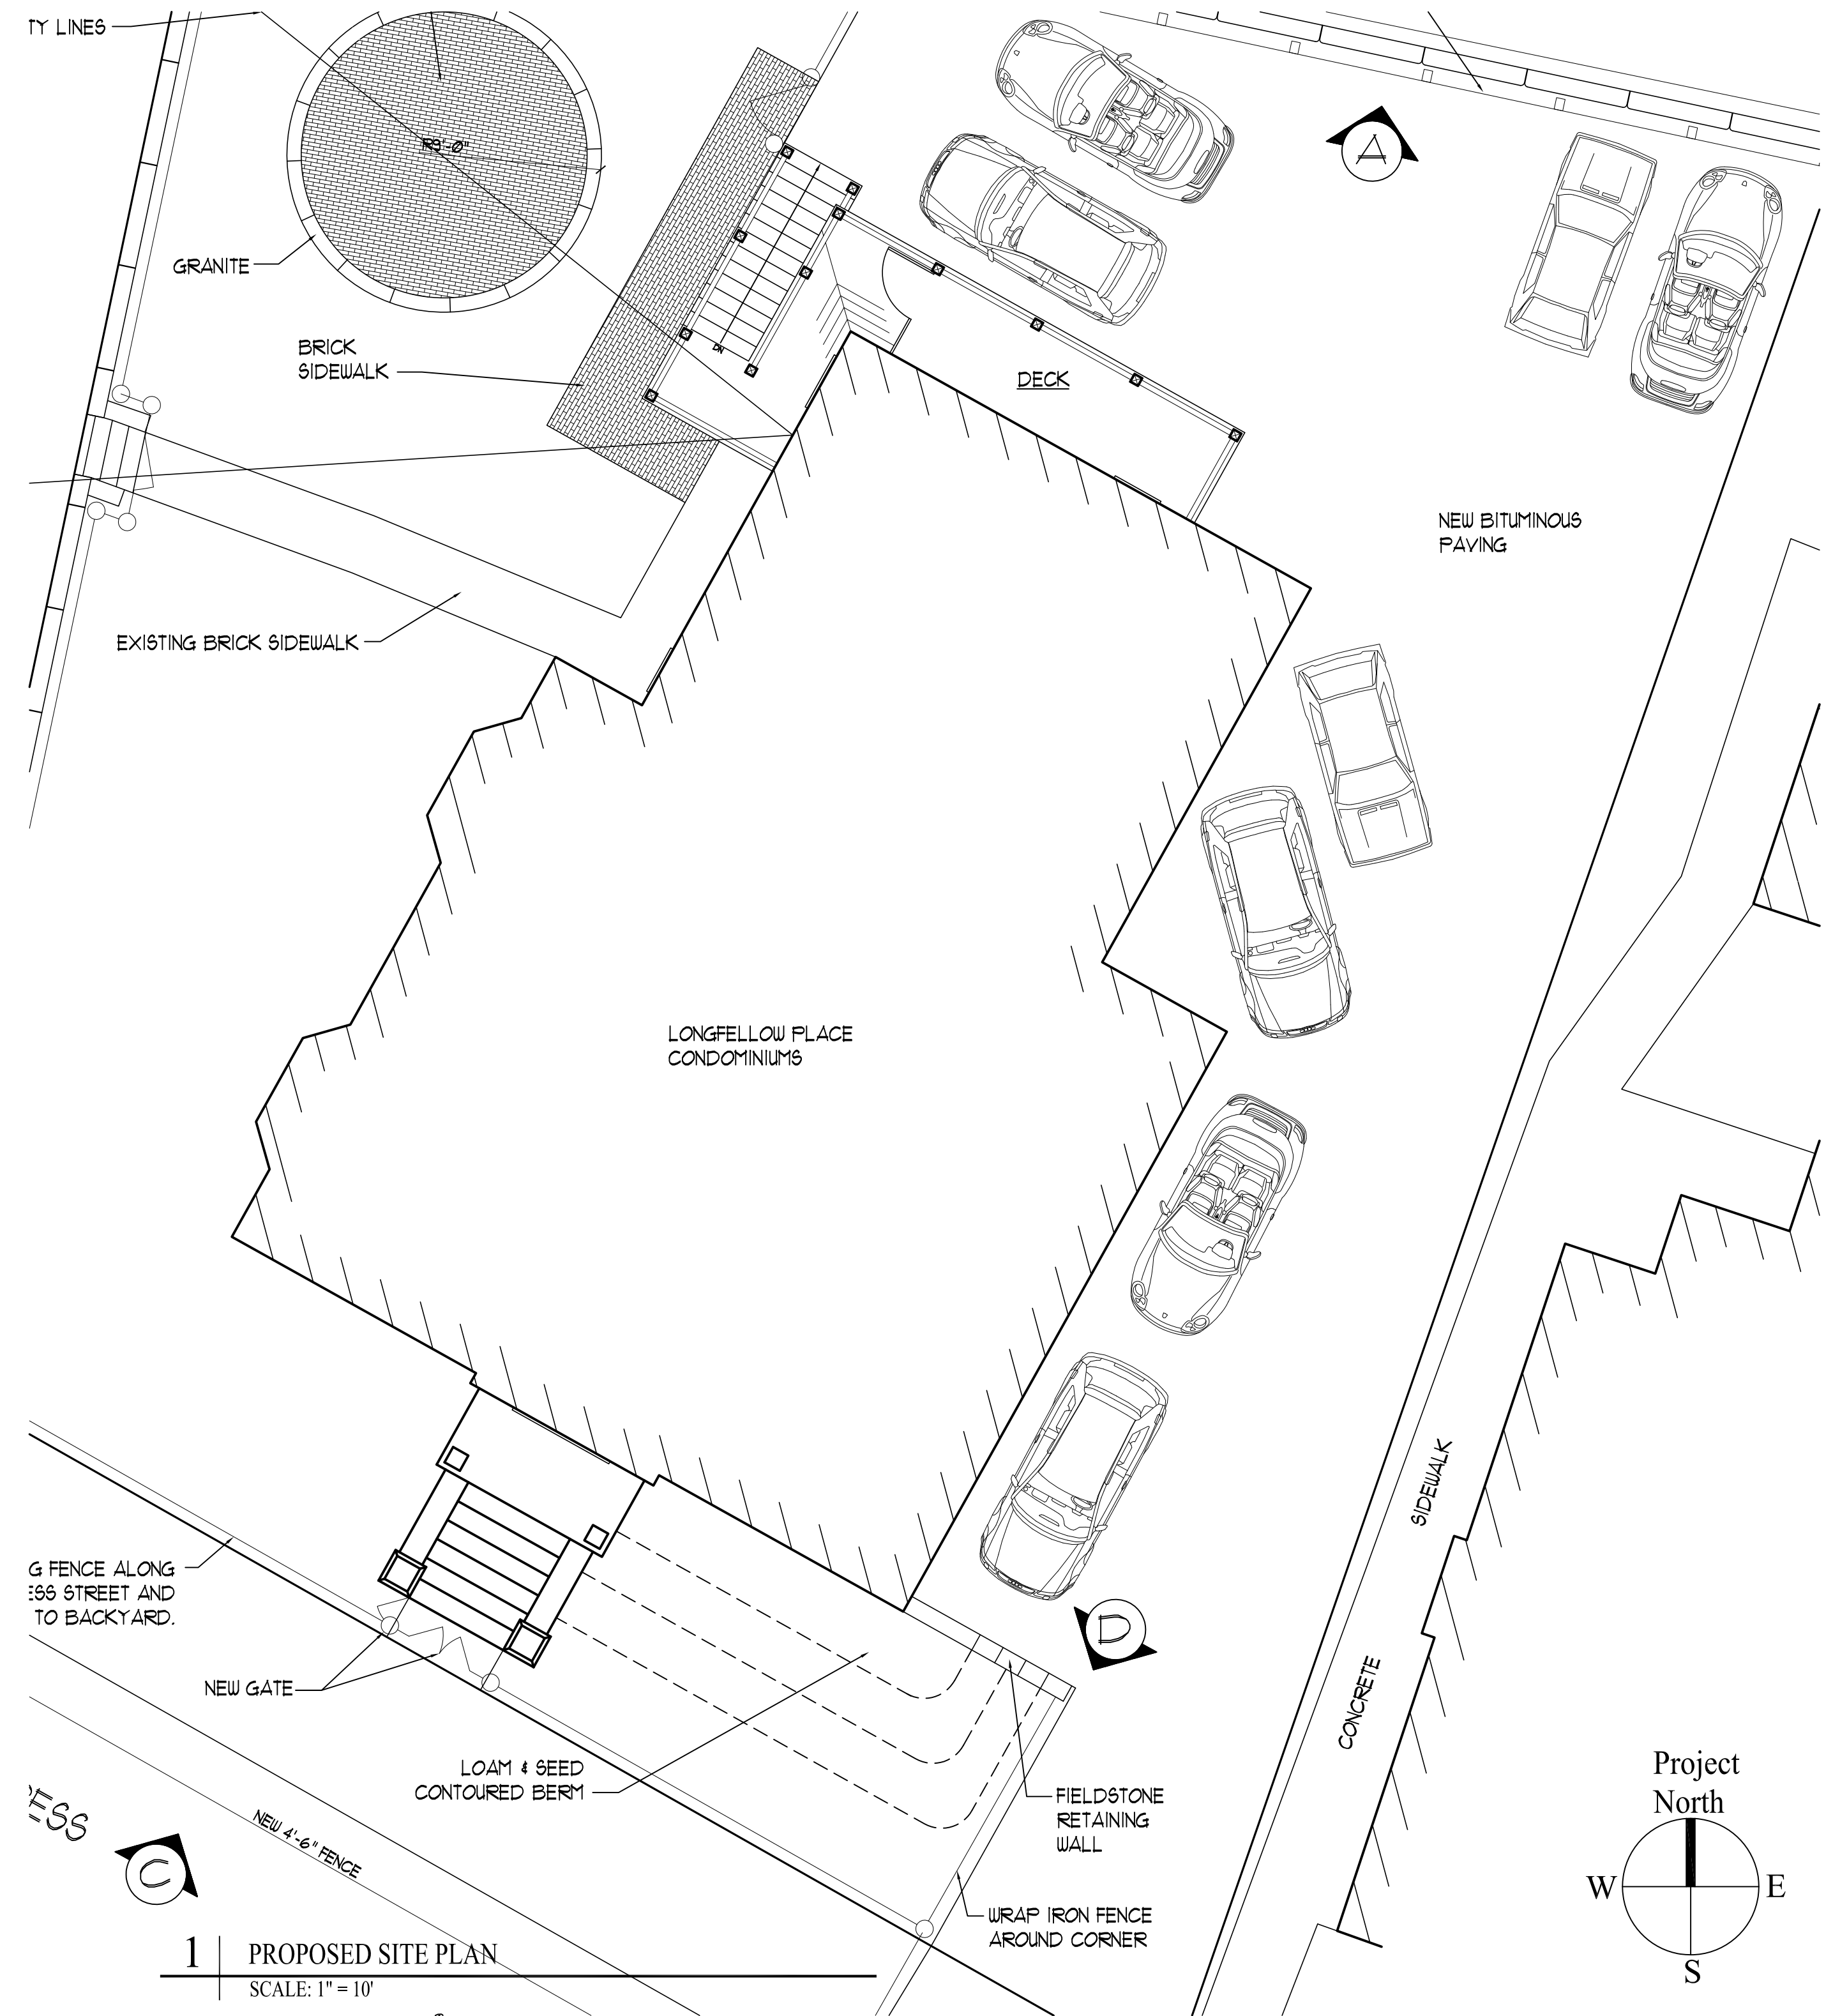 TY LINES
R9'-0"
GRANITE
BRICK
SIDEWALK
DN
DECK
A
NEW BITUMINOUS
PAVING
EXISTING BRICK SIDEWALK
LONGFELLOW PLACE
CONDOMINIUMS
SIDEWALK
CONCRETE
G FENCE ALONG
ESS STREET AND
TO BACKYARD.
D
NEW GATE
LOAM & SEED
CONTOURED BERM
FIELDSTONE
RETAINING
WALL
Project
North
W
E
S
ESS
NEW 4'-6" FENCE
C
WRAP IRON FENCE
AROUND CORNER
1
PROPOSED SITE PLAN
SCALE: 1" = 10'